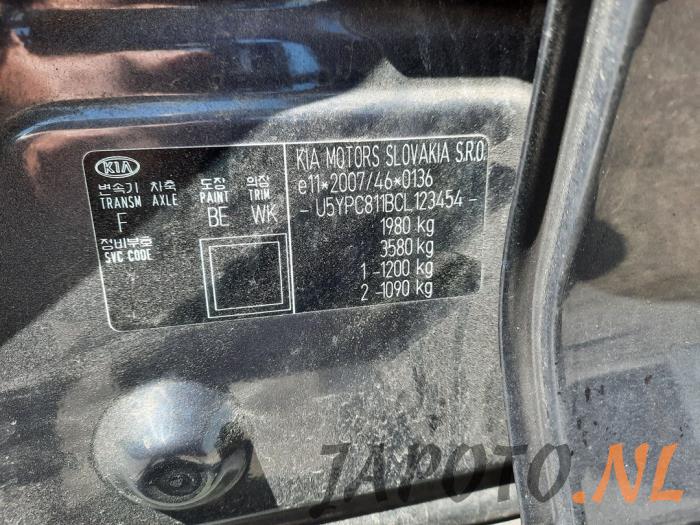 KIA
변속기 차축 도장 의장
TRANSM AXLE PAINT TRIM
F BE WK
정비부호
SVC CODE
KIA MOTORS SLOVAKIA S.R.O.
e11*2007/46*0136
- U5YPC811BCL123454 -
1980 kg
3580 kg
1 -1200 kg
2 -1090 kg
JAPOTO.NL